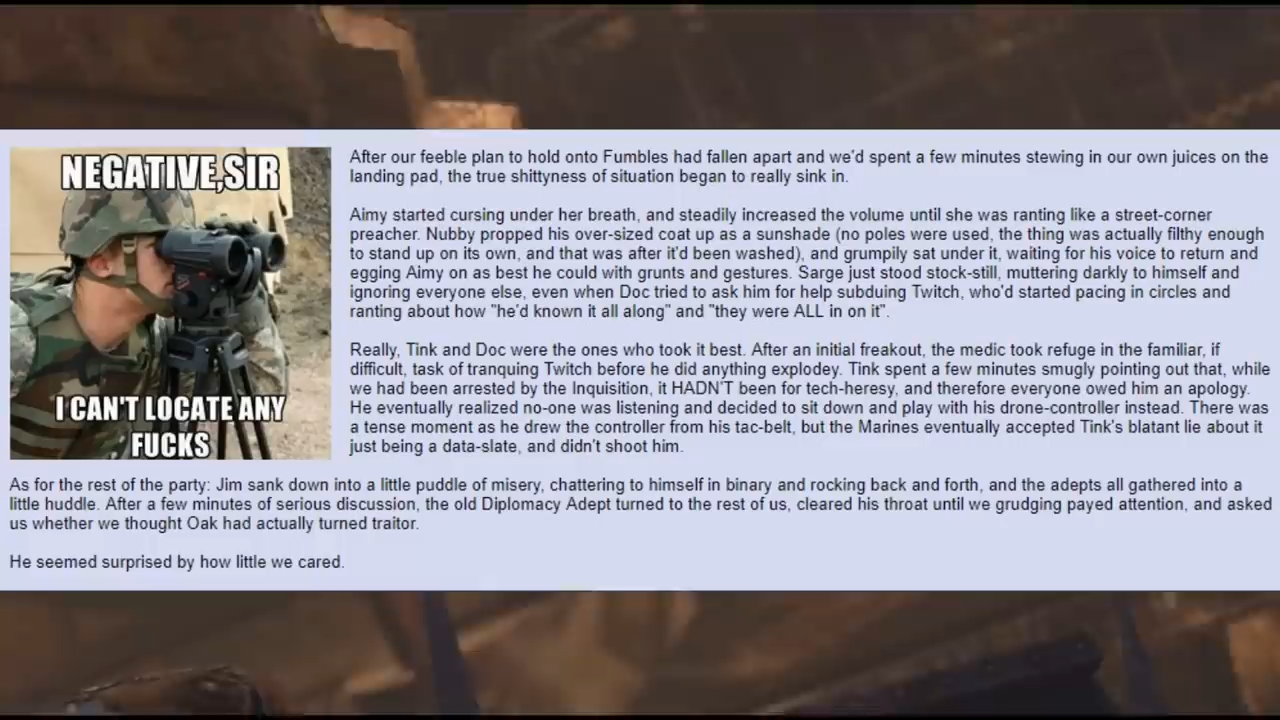 NEGATIVE,SIR
I CAN'T LOCATE ANY
FUCKS
After our feeble plan to hold onto Fumbles had fallen apart and we'd spent a few minutes stewing in our own juices on the
landing pad, the true shittyness of situation began to really sink in.
Aimy started cursing under her breath, and steadily increased the volume until she was ranting like a street-corner
preacher. Nubby propped his over-sized coat up as a sunshade (no poles were used, the thing was actually filthy enough
to stand up on its own, and that was after it'd been washed), and grumpily sat under it, waiting for his voice to return and
egging Aimy on as best he could with grunts and gestures. Sarge just stood stock-still, muttering darkly to himself and
ignoring everyone else, even when Doc tried to ask him for help subduing Twitch, who'd started pacing in circles and
ranting about how "he'd known it all along" and "they were ALL in on it".
Really, Tink and Doc were the ones who took it best. After an initial freakout, the medic took refuge in the familiar, if
difficult, task of tranquing Twitch before he did anything explodey. Tink spent a few minutes smugly pointing out that, while
we had been arrested by the Inquisition, it HADN'T been for tech-heresy, and therefore everyone owed him an apology.
He eventually realized no-one was listening and decided to sit down and play with his drone-controller instead. There was
a tense moment as he drew the controller from his tac-belt, but the Marines eventually accepted Tink's blatant lie about it
just being a data-slate, and didn't shoot him.
As for the rest of the party: Jim sank down into a little puddle of misery, chattering to himself in binary and rocking back and forth, and the adepts all gathered into a
little huddle. After a few minutes of serious discussion, the old Diplomacy Adept turned to the rest of us, cleared his throat until we grudging payed attention, and asked
us whether we thought Oak had actually turned traitor.
He seemed surprised by how little we cared.